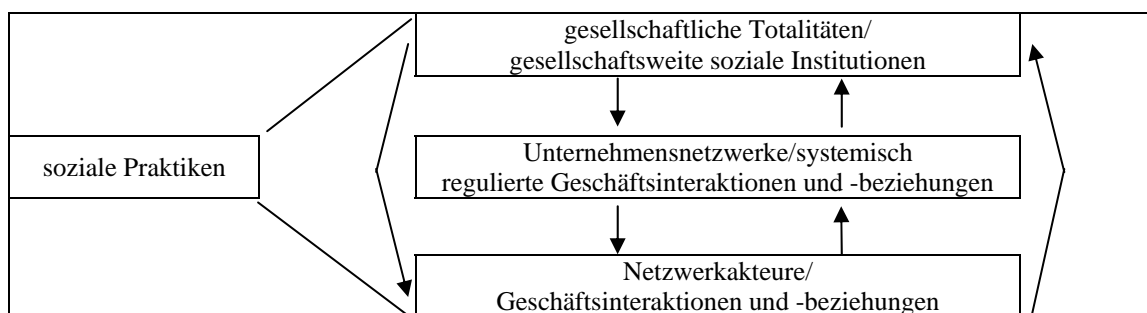 gesellschaftliche Totalitäten/
gesellschaftsweite soziale Institutionen
soziale Praktiken
Unternehmensnetzwerke/systemisch
regulierte Geschäftsinteraktionen und -beziehungen
Netzwerkakteure/
Geschäftsinteraktionen und -beziehungen